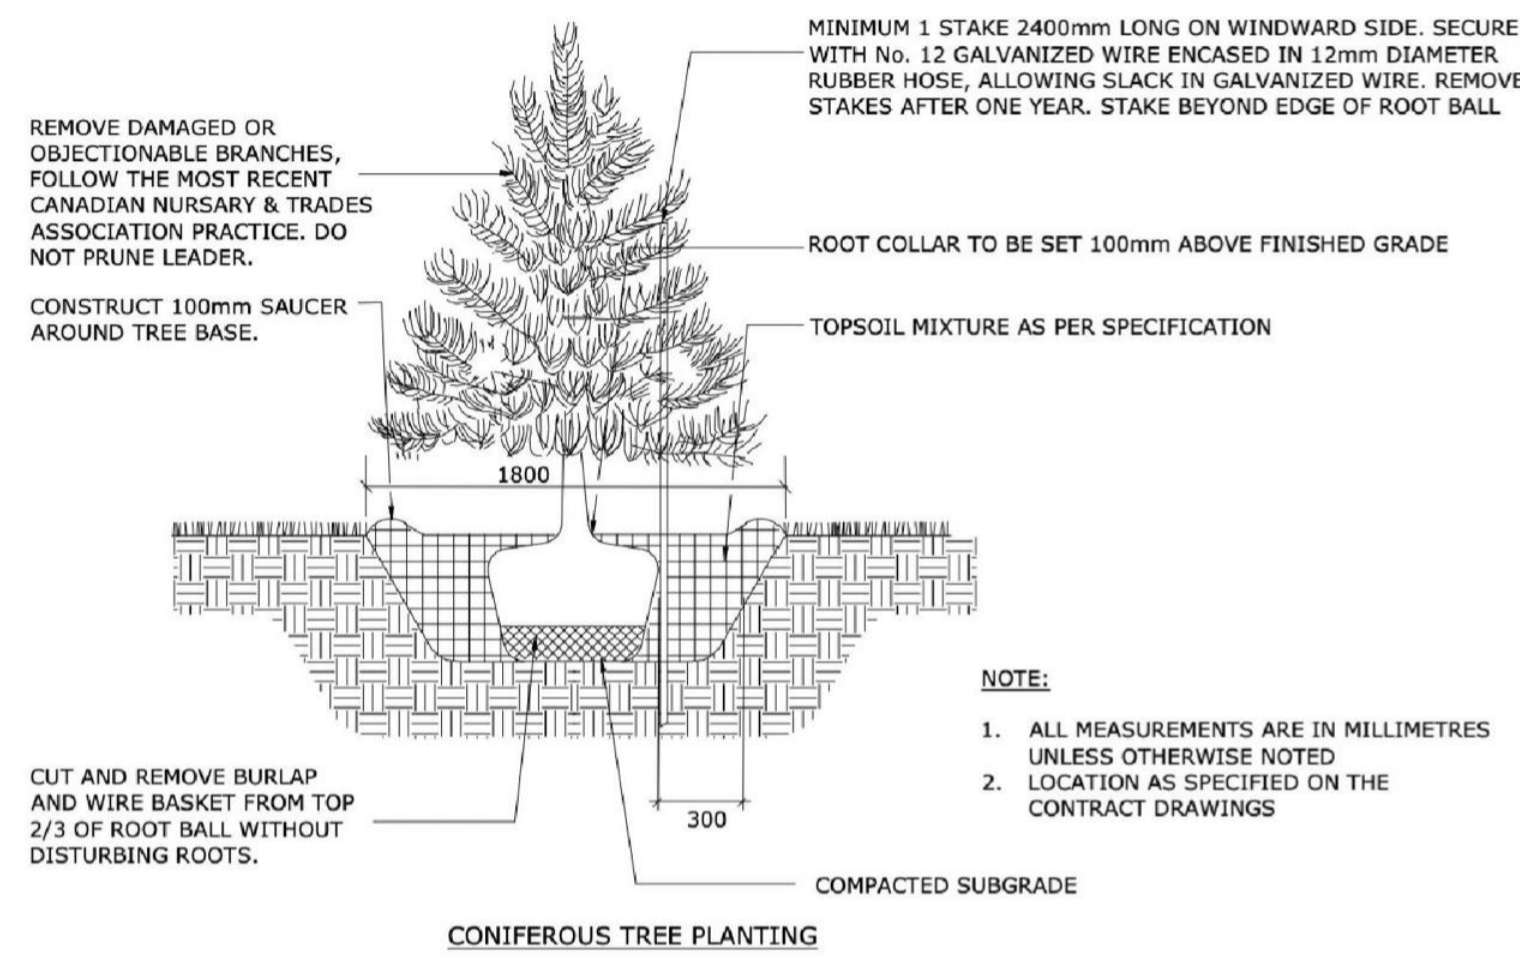 MINIMUM 1 STAKE 2400mm LONG ON WINDWARD SIDE. SECURE
WITH No. 12 GALVANIZED WIRE ENCASED IN 12mm DIAMETER
RUBBER HOSE, ALLOWING SLACK IN GALVANIZED WIRE. REMOVE
STAKES AFTER ONE YEAR. STAKE BEYOND EDGE OF ROOT BALL
REMOVE DAMAGED OR
OBJECTIONABLE BRANCHES,
FOLLOW THE MOST RECENT
CANADIAN NURSARY & TRADES
ASSOCIATION PRACTICE. DO
NOT PRUNE LEADER.
ROOT COLLAR TO BE SET 100mm ABOVE FINISHED GRADE
CONSTRUCT 100mm SAUCER
AROUND TREE BASE.
TOPSOIL MIXTURE AS PER SPECIFICATION
1800
NOTE:
1. ALL MEASUREMENTS ARE IN MILLIMETRES
UNLESS OTHERWISE NOTED
2. LOCATION AS SPECIFIED ON THE
CONTRACT DRAWINGS
CUT AND REMOVE BURLAP
AND WIRE BASKET FROM TOP
2/3 OF ROOT BALL WITHOUT
DISTURBING ROOTS.
300
COMPACTED SUBGRADE
CONIFEROUS TREE PLANTING